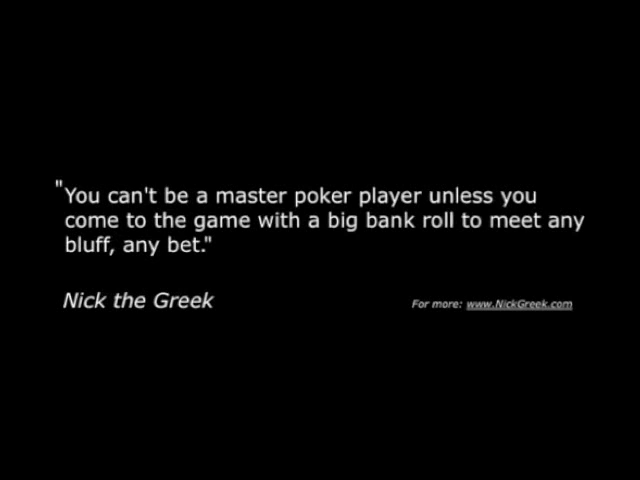 "You can't be a master poker player unless you
come to the game with a big bank roll to meet any
bluff, any bet."
Nick the Greek
For more: www.NickGreek.com